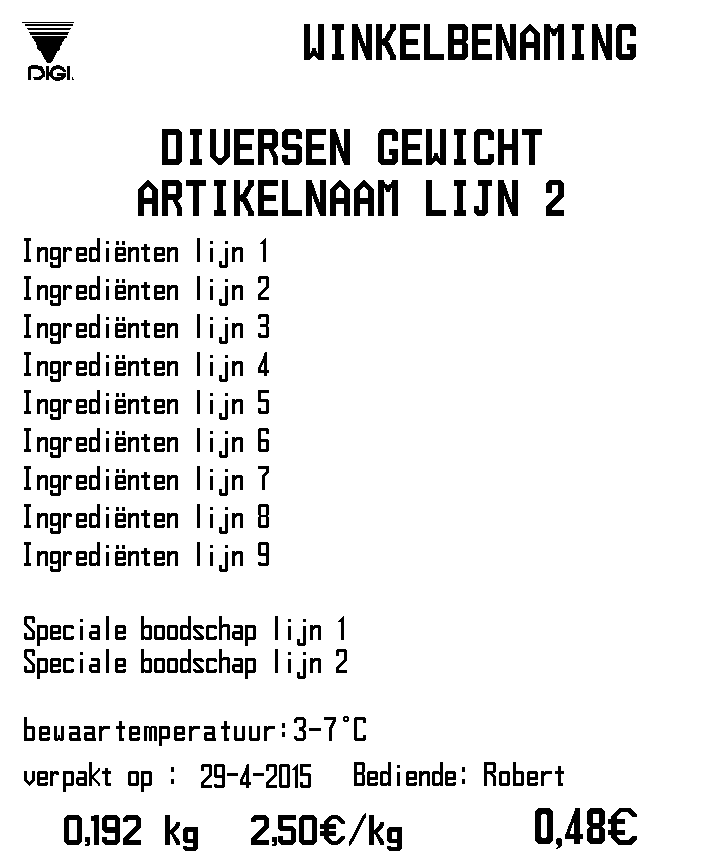 DIGI.
WINKELBENAMING
DIVERSEN GEWICHT
ARTIKELNAAM LIJN 2
Ingrediënten lijn 1
Ingrediënten lijn 2
Ingrediënten lijn 3
Ingrediënten lijn 4
Ingrediënten lijn 5
Ingrediënten lijn 6
Ingrediënten lijn 7
Ingrediënten lijn 8
Ingrediënten lijn 9
Speciale boodschap lijn 1
Speciale boodschap lijn 2
bewaartemperatuur:3-7°C
verpakt op : 29-4-2015 Bediende: Robert
0,192 kg 2,50€/kg 0,48€